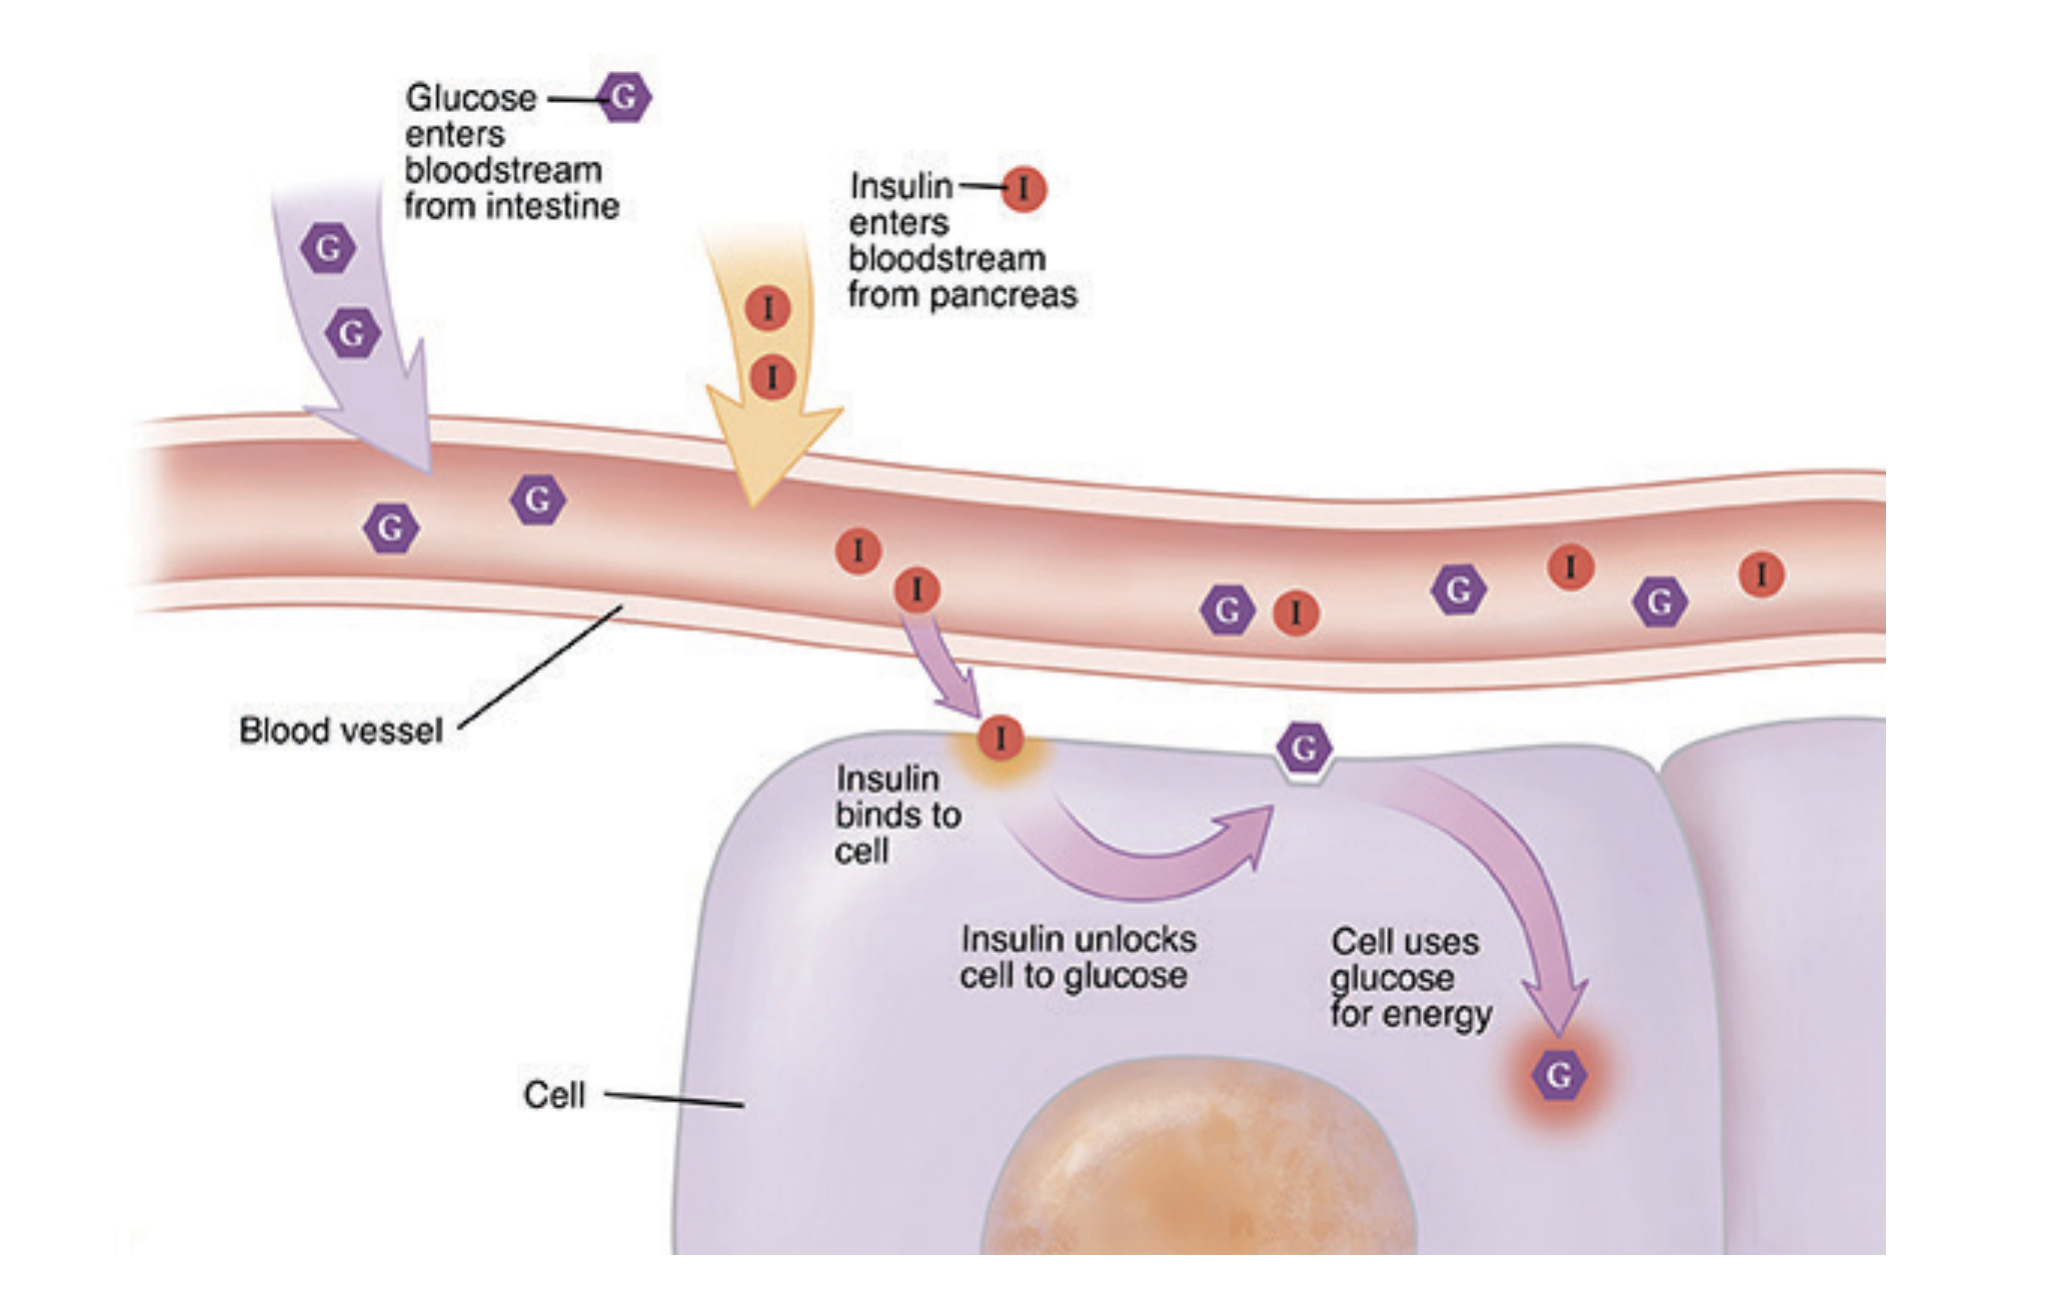 Glucose G
enters
bloodstream
from intestine
Insulin I
enters
bloodstream
from pancreas
G
G
I
I
G
G
I
I
G
I
G
I
G
I
Blood vessel
I
G
Insulin
binds to
cell
Insulin unlocks
cell to glucose
Cell uses
glucose
for energy
G
Cell